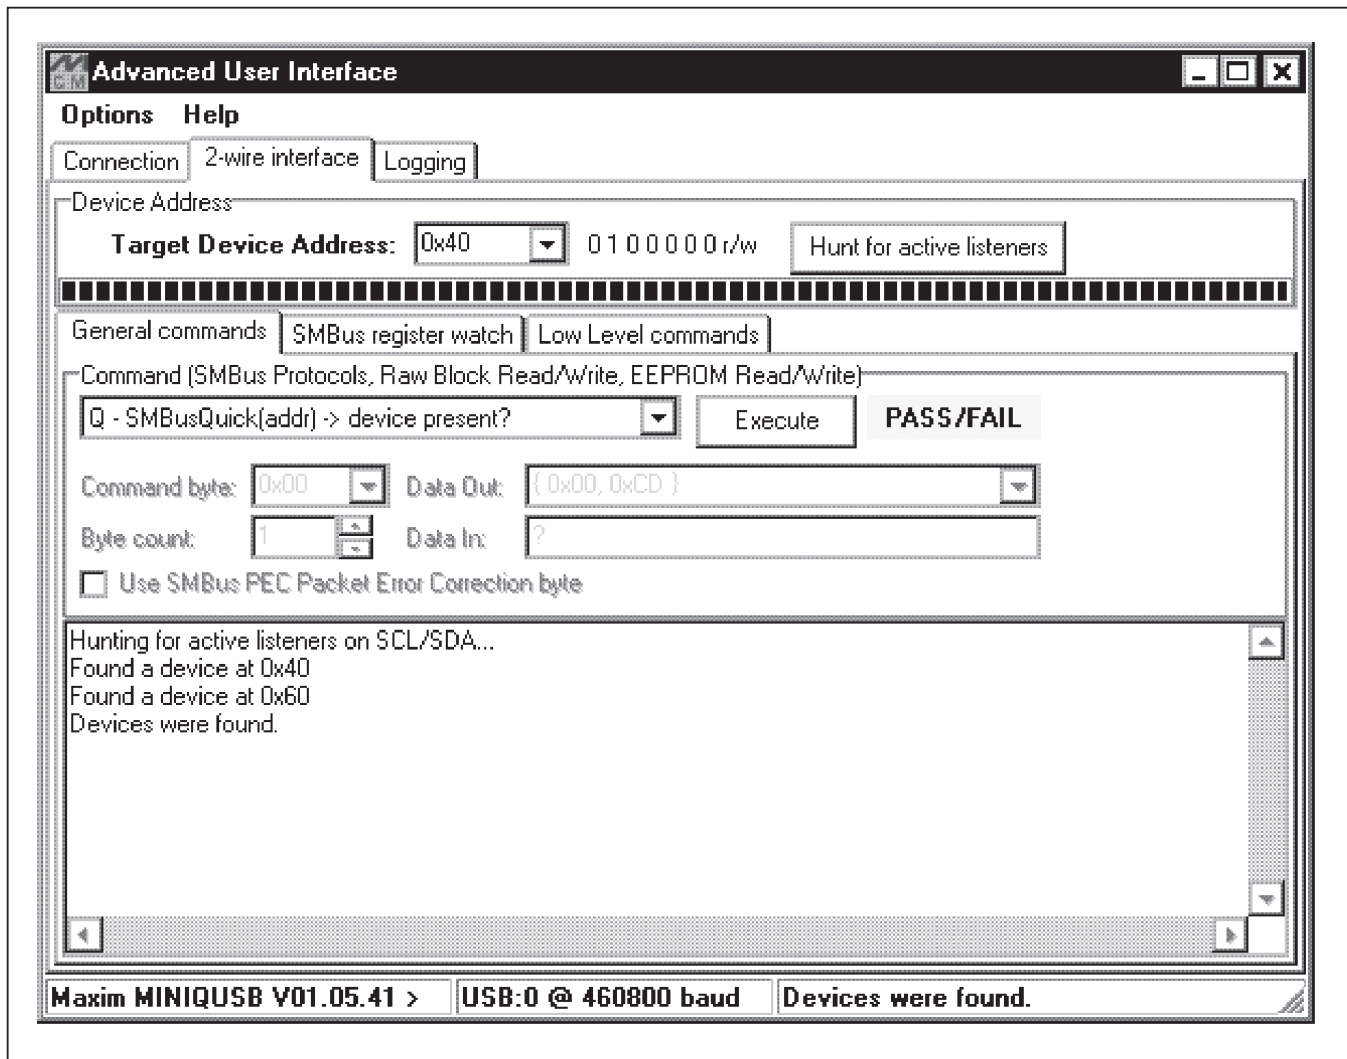 Advanced User Interface
Options Help
Connection 2-wire interface Logging
Device Address
Target Device Address: 0x40 0 1 0 0 0 0 0 r/w Hunt for active listeners
General commands SMBus register watch Low Level commands
Command (SMBus Protocols, Raw Block Read/Write, EEPROM Read/Write)
Q - SMBusQuick(addr) -> device present? Execute PASS/FAIL
Command byte: 0x00 Data Out: { 0x00, 0xCD }
Byte count: 1 Data In: ?
Use SMBus PEC Packet Error Correction byte
Hunting for active listeners on SCL/SDA...
Found a device at 0x40
Found a device at 0x60
Devices were found.
Maxim MINIQUSB V01.05.41 > USB:0 @ 460800 baud Devices were found.